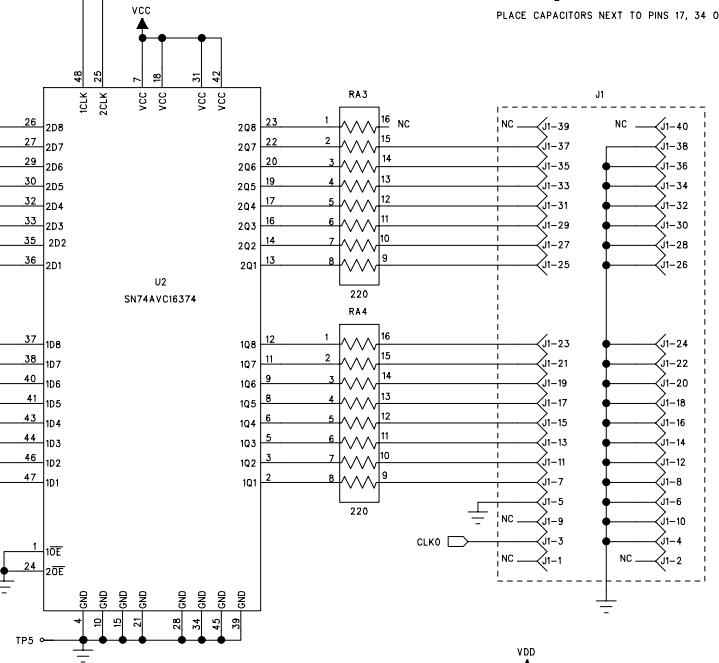 PLACE CAPACITORS NEXT TO PINS 17, 34 O
VCC
48 25 7 18 31 42
1CLK 2CLK VCC VCC VCC VCC
RA3
J1
26 2D8 2Q8 23 1 16 NC NC J1-39 NC J1-40
27 2D7 2Q7 22 2 15 J1-37 J1-38
29 2D6 2Q6 20 3 14 J1-35 J1-36
30 2D5 2Q5 19 4 13 J1-33 J1-34
32 2D4 2Q4 17 5 12 J1-31 J1-32
33 2D3 2Q3 16 6 11 J1-29 J1-30
35 2D2 2Q2 14 7 10 J1-27 J1-28
36 2D1 2Q1 13 8 9 J1-25 J1-26
U2
SN74AVC16374
220
RA4
37 1D8 1Q8 12 1 16 J1-23 J1-24
38 1D7 1Q7 11 2 15 J1-21 J1-22
40 1D6 1Q6 9 3 14 J1-19 J1-20
41 1D5 1Q5 8 4 13 J1-17 J1-18
43 1D4 1Q4 6 5 12 J1-15 J1-16
44 1D3 1Q3 5 6 11 J1-13 J1-14
46 1D2 1Q2 3 7 10 J1-11 J1-12
47 1D1 1Q1 2 8 9 J1-7 J1-8
220
J1-5 J1-6
NC J1-9 J1-10
CLK0 J1-3 J1-4
NC J1-1 NC J1-2
1 1OE
24 2OE
GND GND GND GND GND GND GND GND
4 10 15 21 28 34 45 39
TP5
VDD